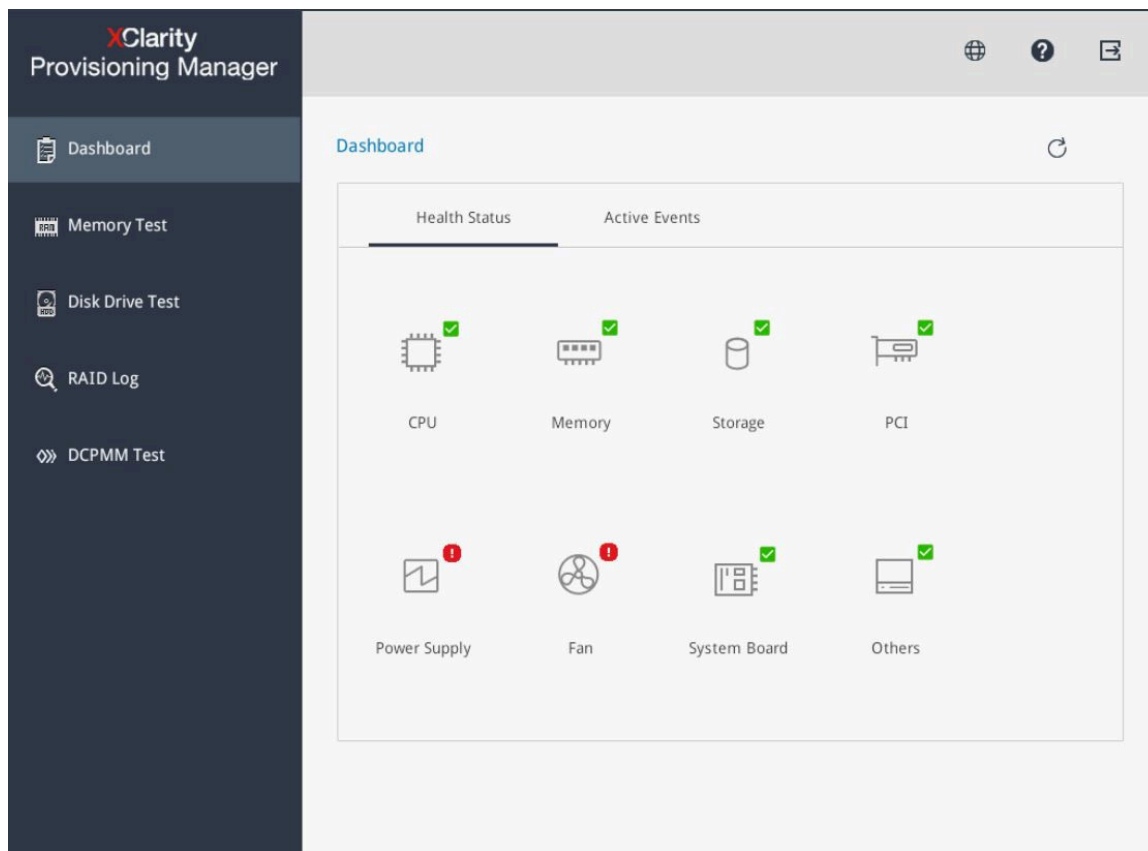 XClarity
Provisioning Manager
Dashboard
Memory Test
Disk Drive Test
RAID Log
DCPMM Test
Dashboard
Health Status Active Events
CPU Memory Storage PCI
Power Supply Fan System Board Others